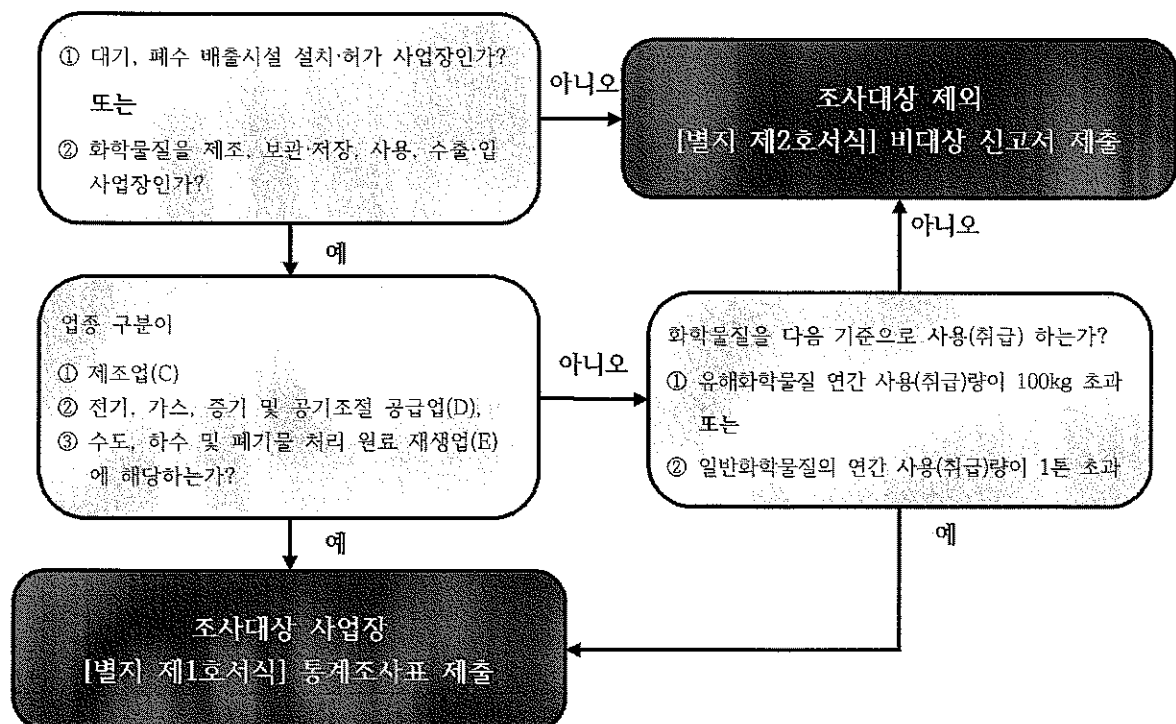 ① 대기, 폐수 배출시설 설치·허가 사업장인가?
또는
② 화학물질을 제조, 보관·저장, 사용, 수출·입
사업장인가?
아니오
조사대상 제외
[별지 제2호서식] 비대상 신고서 제출
예
아니오
업종 구분이
① 제조업(C)
② 전기, 가스, 증기 및 공기조절 공급업(D),
③ 수도, 하수 및 폐기물 처리 원료 재생업(E)
에 해당하는가?
아니오
화학물질을 다음 기준으로 사용(취급) 하는가?
① 유해화학물질 연간 사용(취급)량이 100kg 초과
또는
② 일반화학물질의 연간 사용(취급)량이 1톤 초과
예
예
조사대상 사업장
[별지 제1호서식] 통계조사표 제출